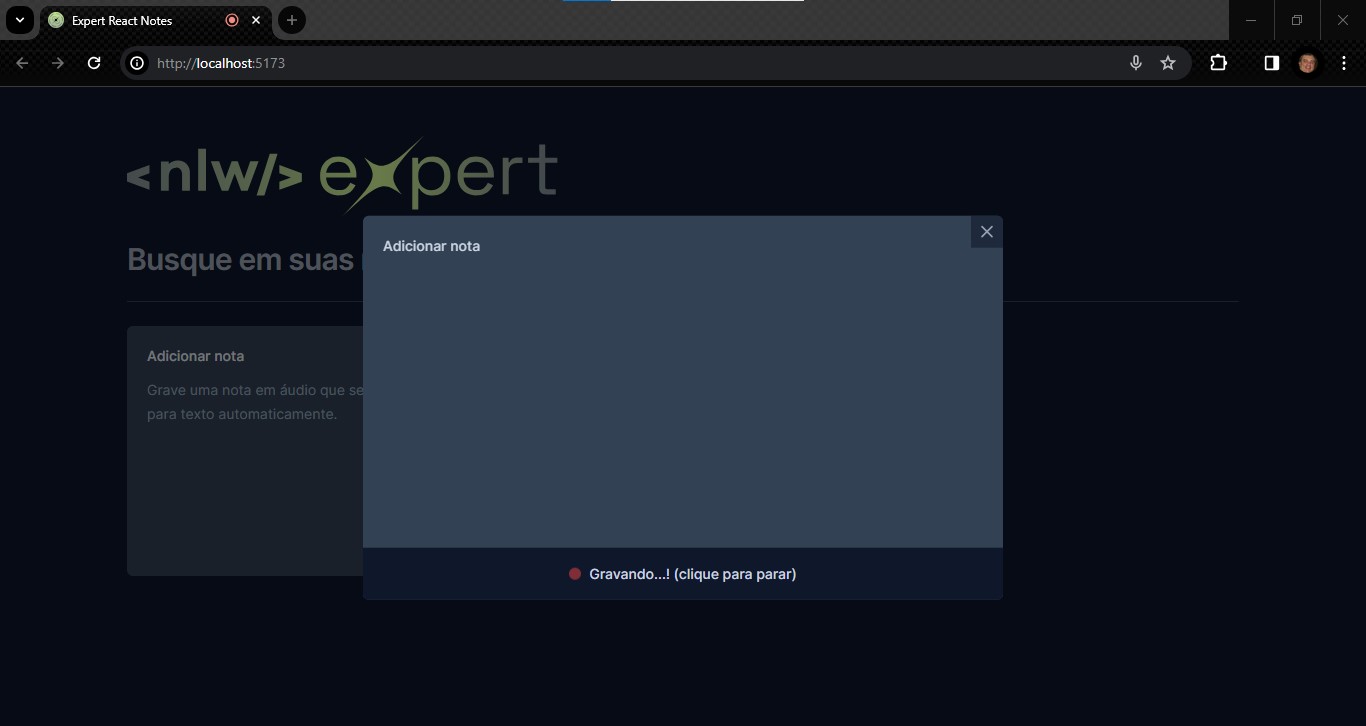 Expert React Notes
http://localhost:5173
<nlw/> expert
Busque em suas
Adicionar nota
Grave uma nota em áudio que se
para texto automaticamente.
Adicionar nota
Gravando...! (clique para parar)